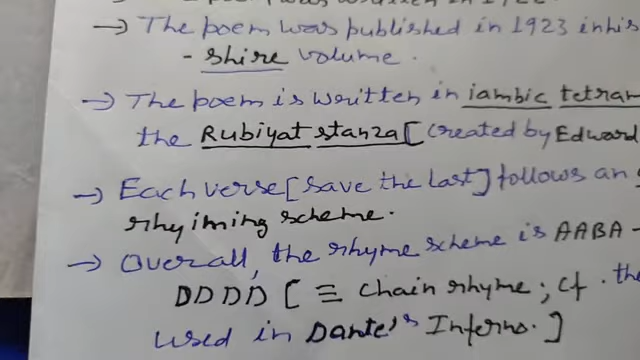 → The poem was published in 1923 in his
- shire volume.
→ The poem is written in iambic tetram
the Rubiyat stanza [created by Edward
→ Each verse [save the last] follows an
rhyiming scheme.
→ Overall, the rhyme scheme is AABA -
DDDD [≡ chain rhyme; cf. the
used in Dante's Inferno.]